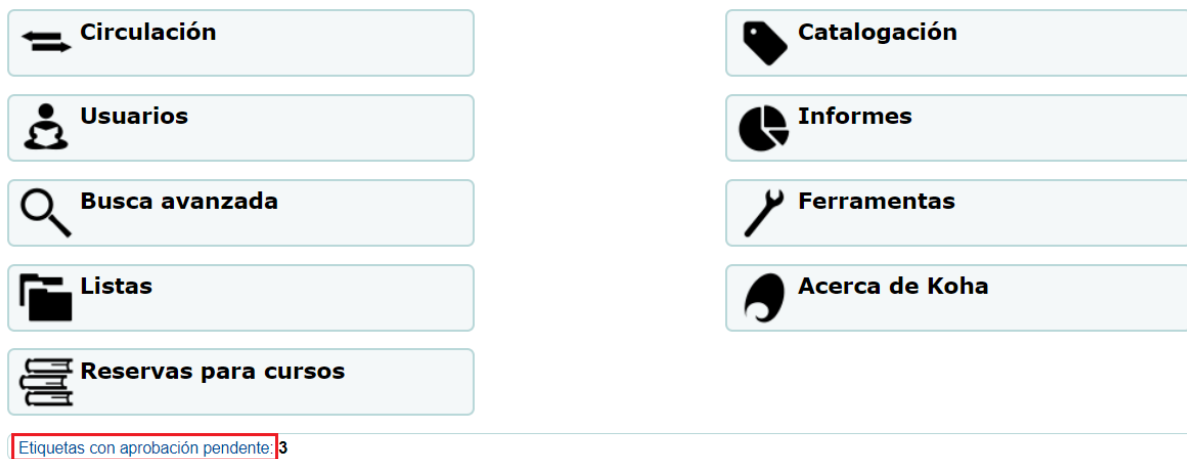 Circulación
Catalogación
Usuarios
Informes
Busca avanzada
Ferramentas
Listas
Acerca de Koha
Reservas para cursos
Etiquetas con aprobación pendente: 3